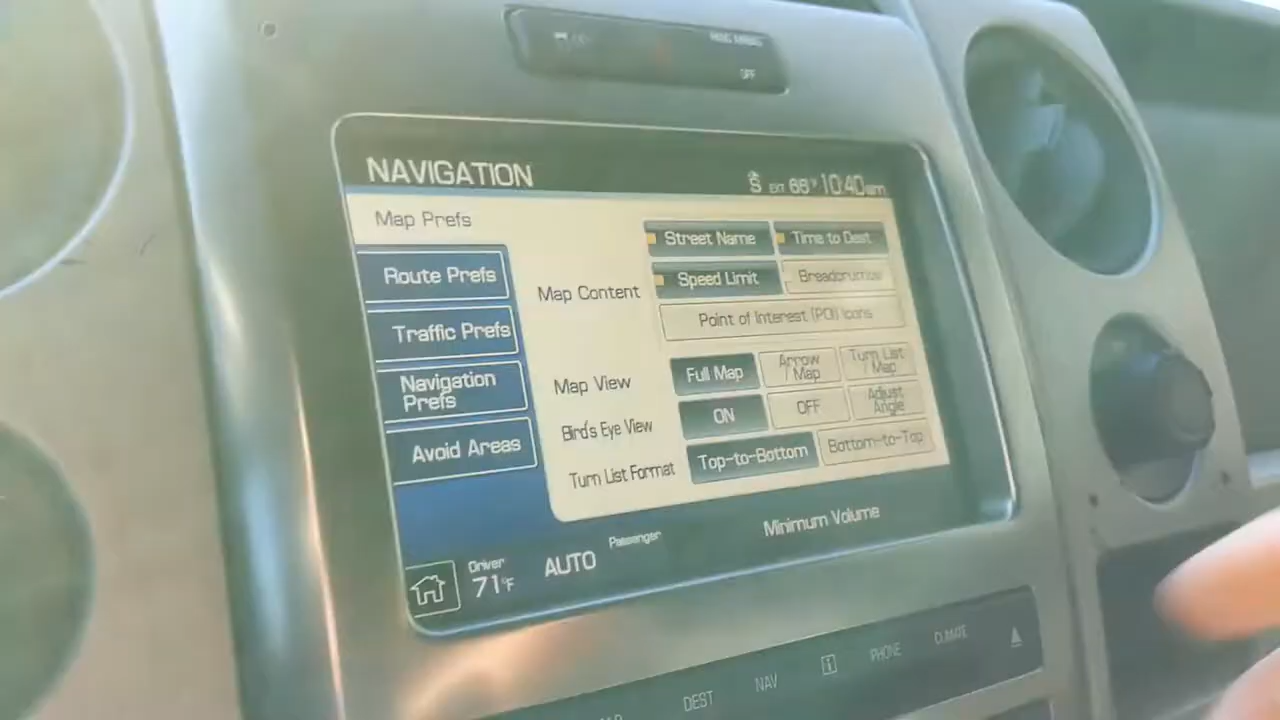 OFF
NAVIGATION
S EXT 66° 10:40am
Map Prefs
Route Prefs
Traffic Prefs
Navigation
Prefs
Avoid Areas
Map Content
Street Name
Time to Dest
Speed Limit
Breadcrumbs
Point of Interest (POI) Icons
Map View
Full Map
Arrow
/ Map
Turn List
/ Map
Bird's Eye View
ON
OFF
Adjust
Angle
Turn List Format
Top-to-Bottom
Bottom-to-Top
Driver
71°F
AUTO
Passenger
Minimum Volume
DEST
NAV
i
PHONE
CLIMATE